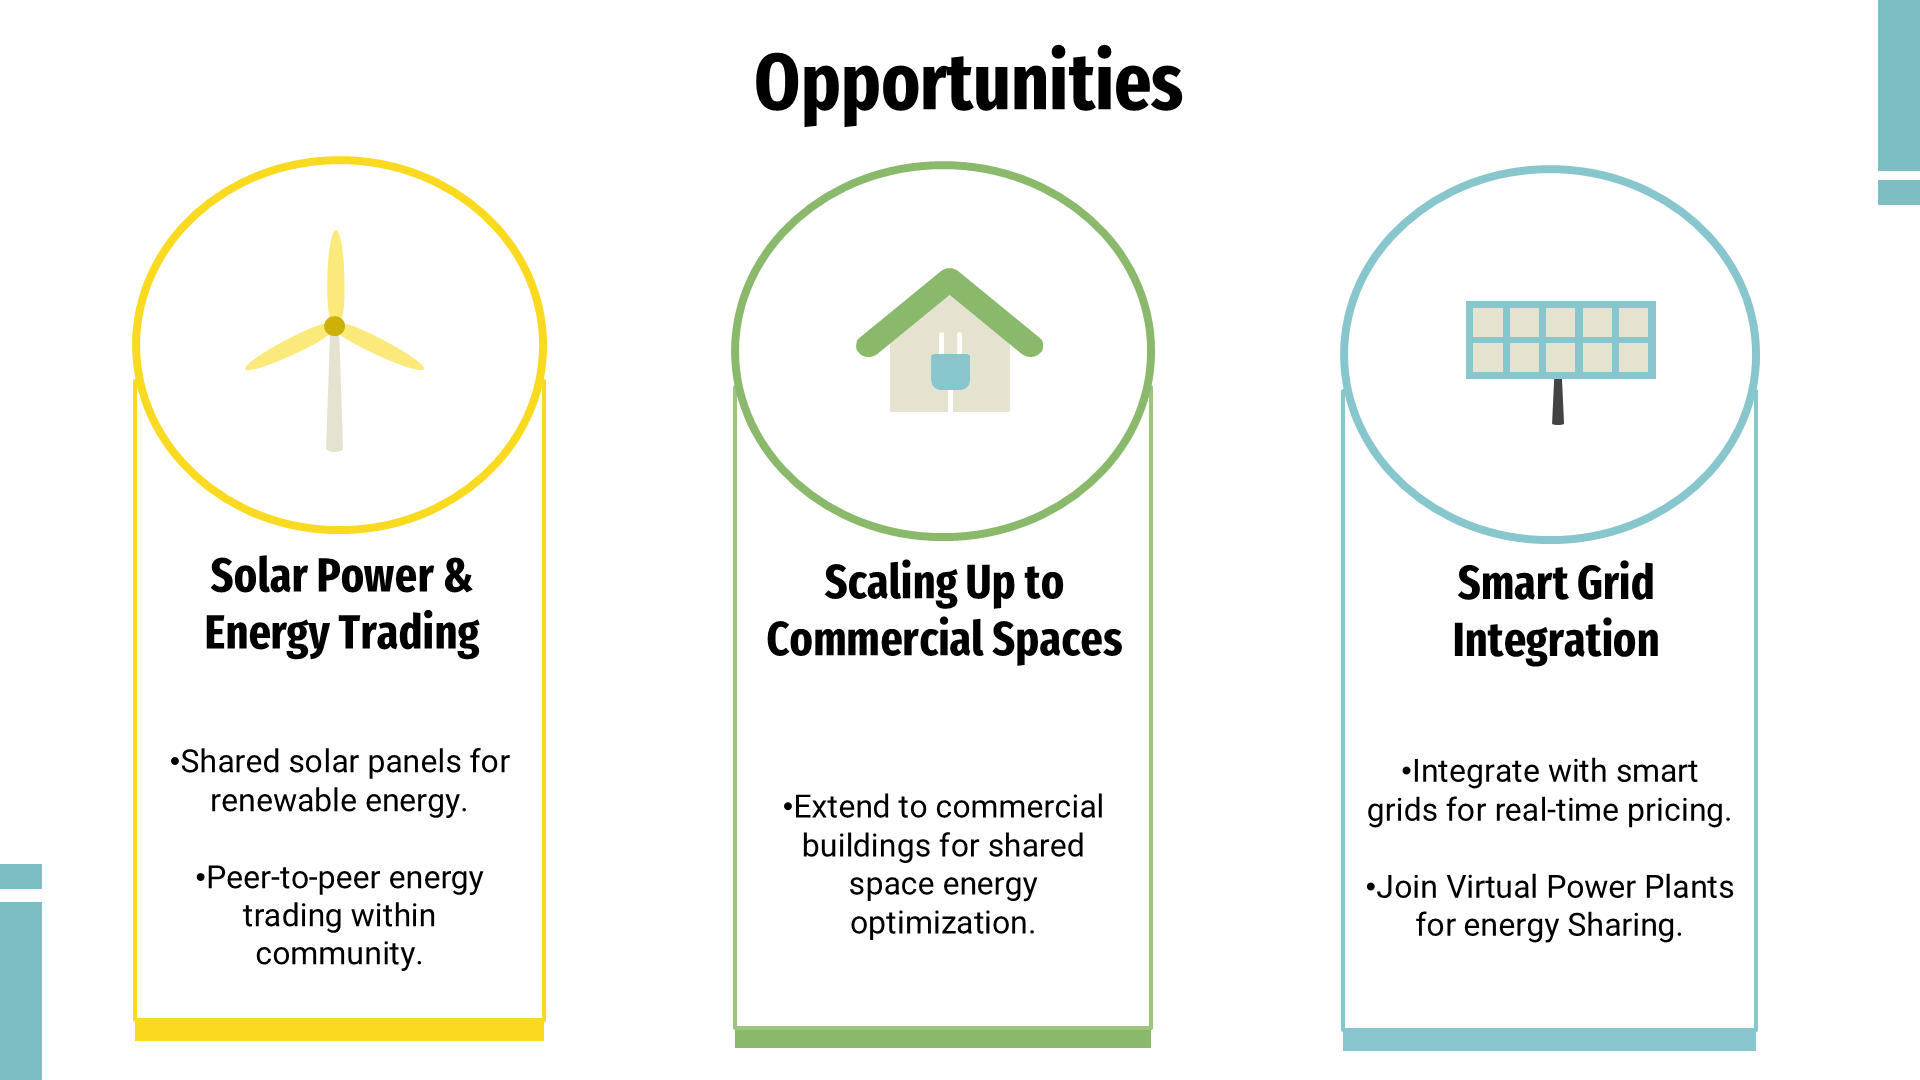 Opportunities
Solar Power &
Energy Trading
•Shared solar panels for
renewable energy.
•Peer-to-peer energy
trading within
community.
Scaling Up to
Commercial Spaces
•Extend to commercial
buildings for shared
space energy
optimization.
Smart Grid
Integration
•Integrate with smart
grids for real-time pricing.
•Join Virtual Power Plants
for energy Sharing.